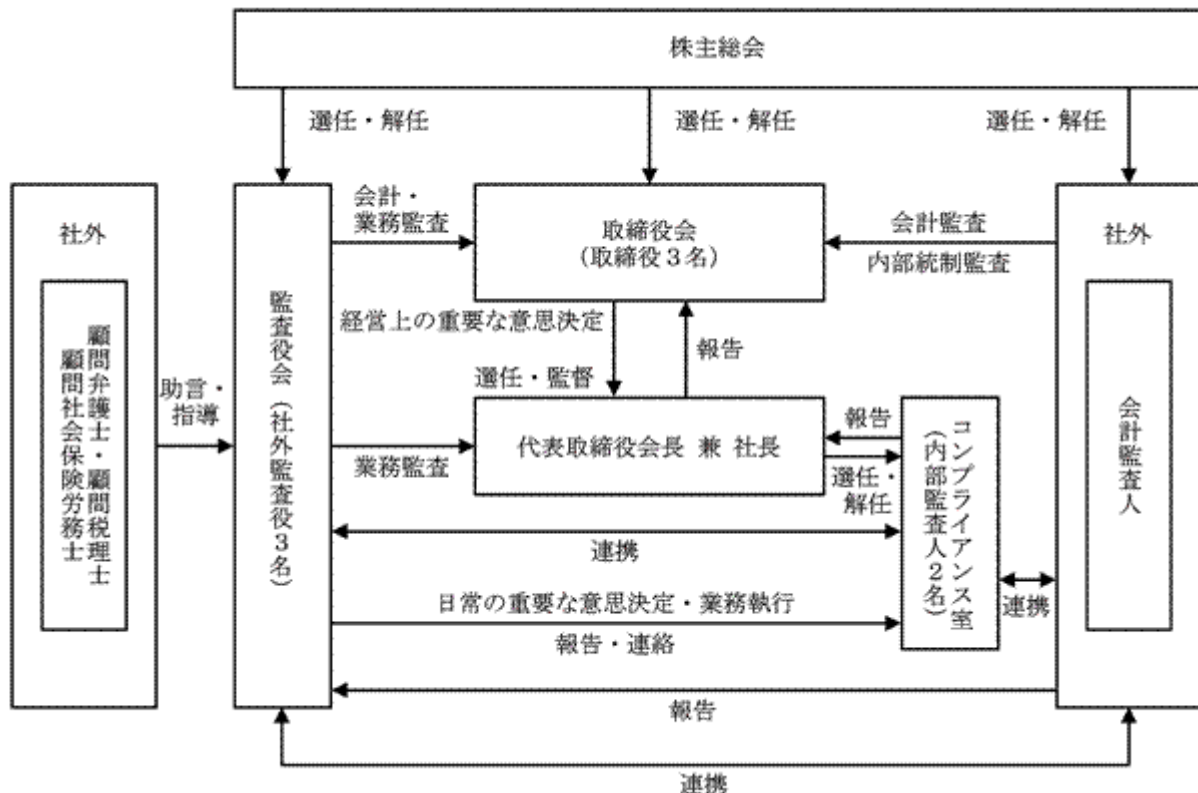 株主総会
選任・解任
選任・解任
選任・解任
社外
顧問弁護士・顧問税理士
顧問社会保険労務士
助言・
指導
監査役会(社外監査役3名)
会計・
業務監査
取締役会
(取締役3名)
会計監査
内部統制監査
社外
会計監査人
経営上の重要な意思決定
選任・監督
報告
業務監査
代表取締役会長 兼 社長
報告
選任・
解任
コンプライアンス室
(内部監査人2名)
連携
連携
日常の重要な意思決定・業務執行
報告・連絡
報告
連携